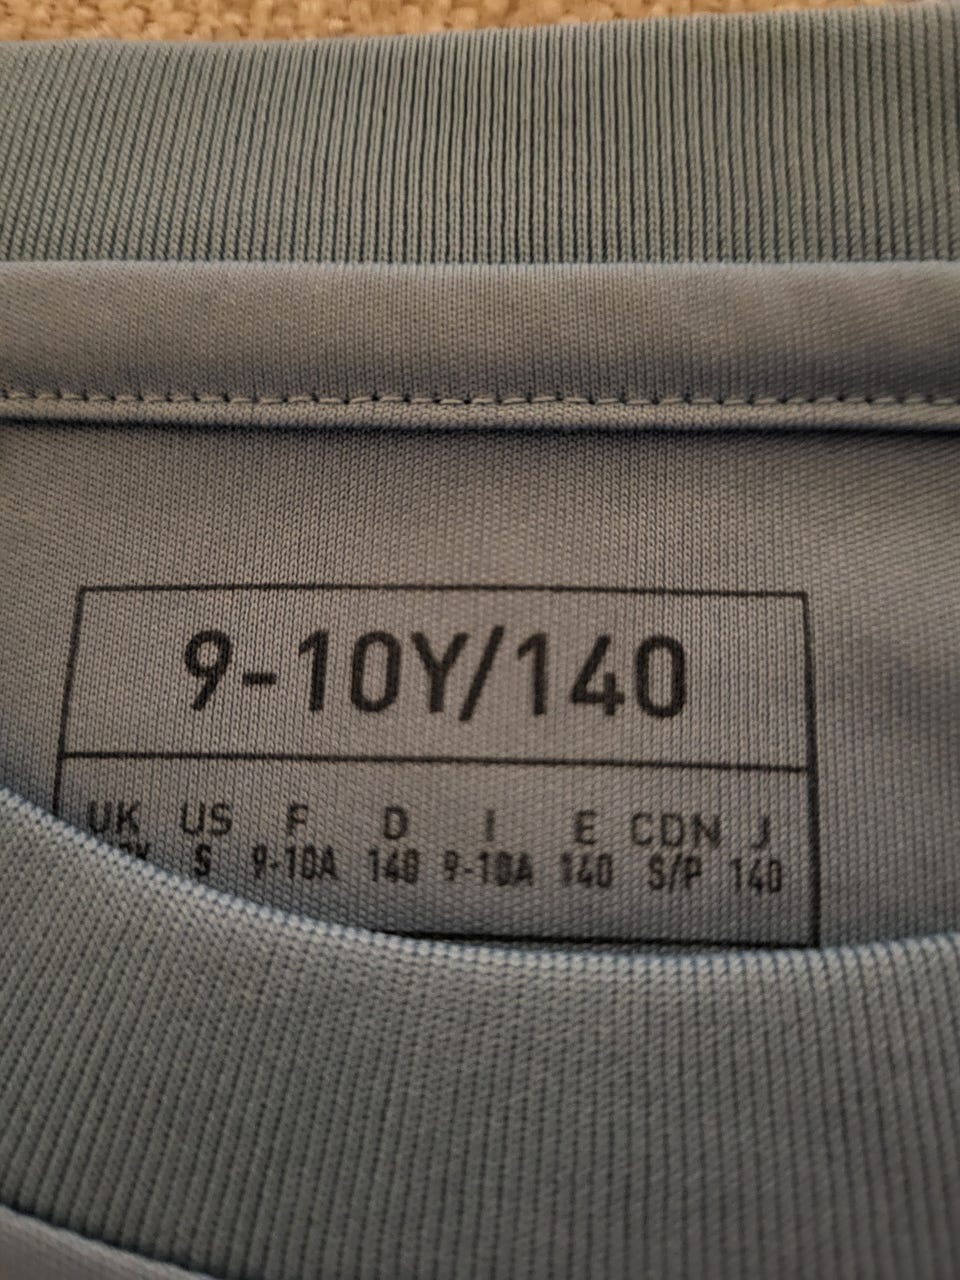 9-10Y/140
UK US F D I E CDN J
S 9-10A 140 9-10A 140 S/P 140